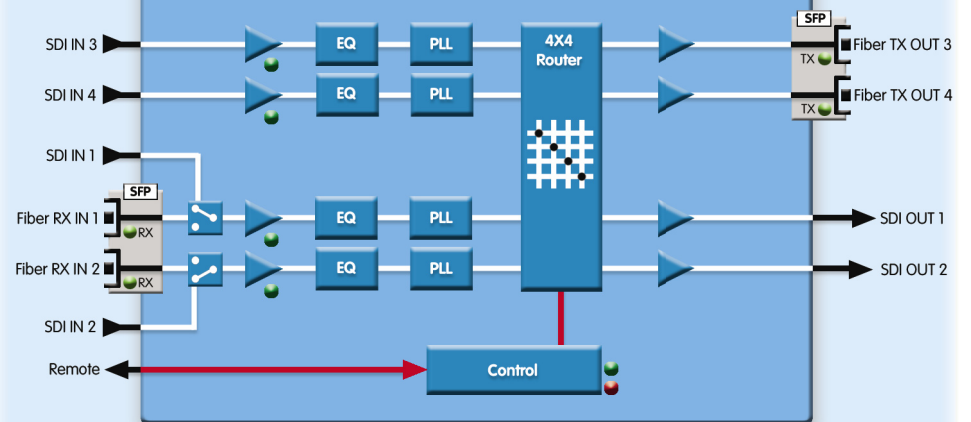 SFP
SDI IN 3
EQ
PLL
4X4
Router
Fiber TX OUT 3
TX
SDI IN 4
EQ
PLL
Fiber TX OUT 4
TX
SDI IN 1
SFP
Fiber RX IN 1
EQ
PLL
SDI OUT 1
RX
Fiber RX IN 2
EQ
PLL
SDI OUT 2
RX
SDI IN 2
Remote
Control